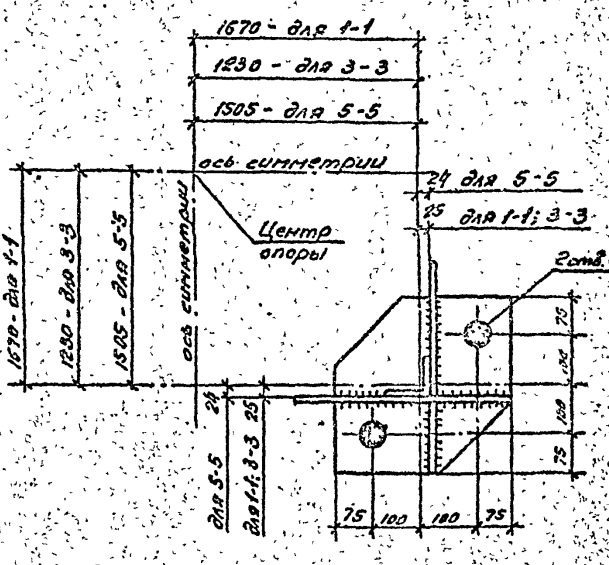 1670 - для 1-1
1230 - для 3-3
1505 - для 5-5
ось симметрии
24 для 5-5
25 для 1-1; 3-3
Центр
опоры
2отв.
ось симметрии
1670 - для 1-1
1230 - для 3-3
1505 - для 5-5
75
100
100
75
24
25
для 5-5
для 1-1; 3-3
75 100 100 75